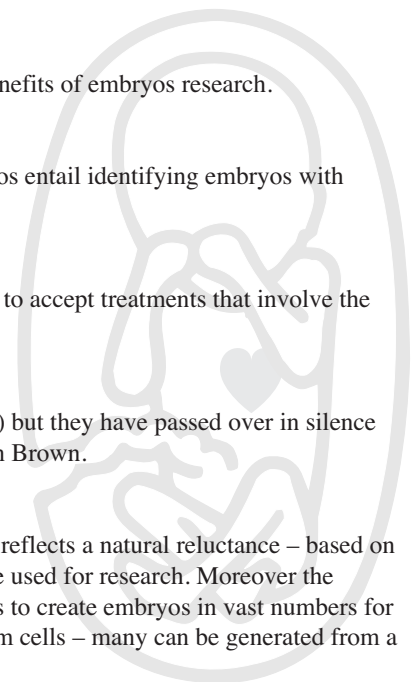 nefits of embryos research.
os entail identifying embryos with
to accept treatments that involve the
) but they have passed over in silence
n Brown.
reflects a natural reluctance – based on
e used for research. Moreover the
s to create embryos in vast numbers for
m cells – many can be generated from a